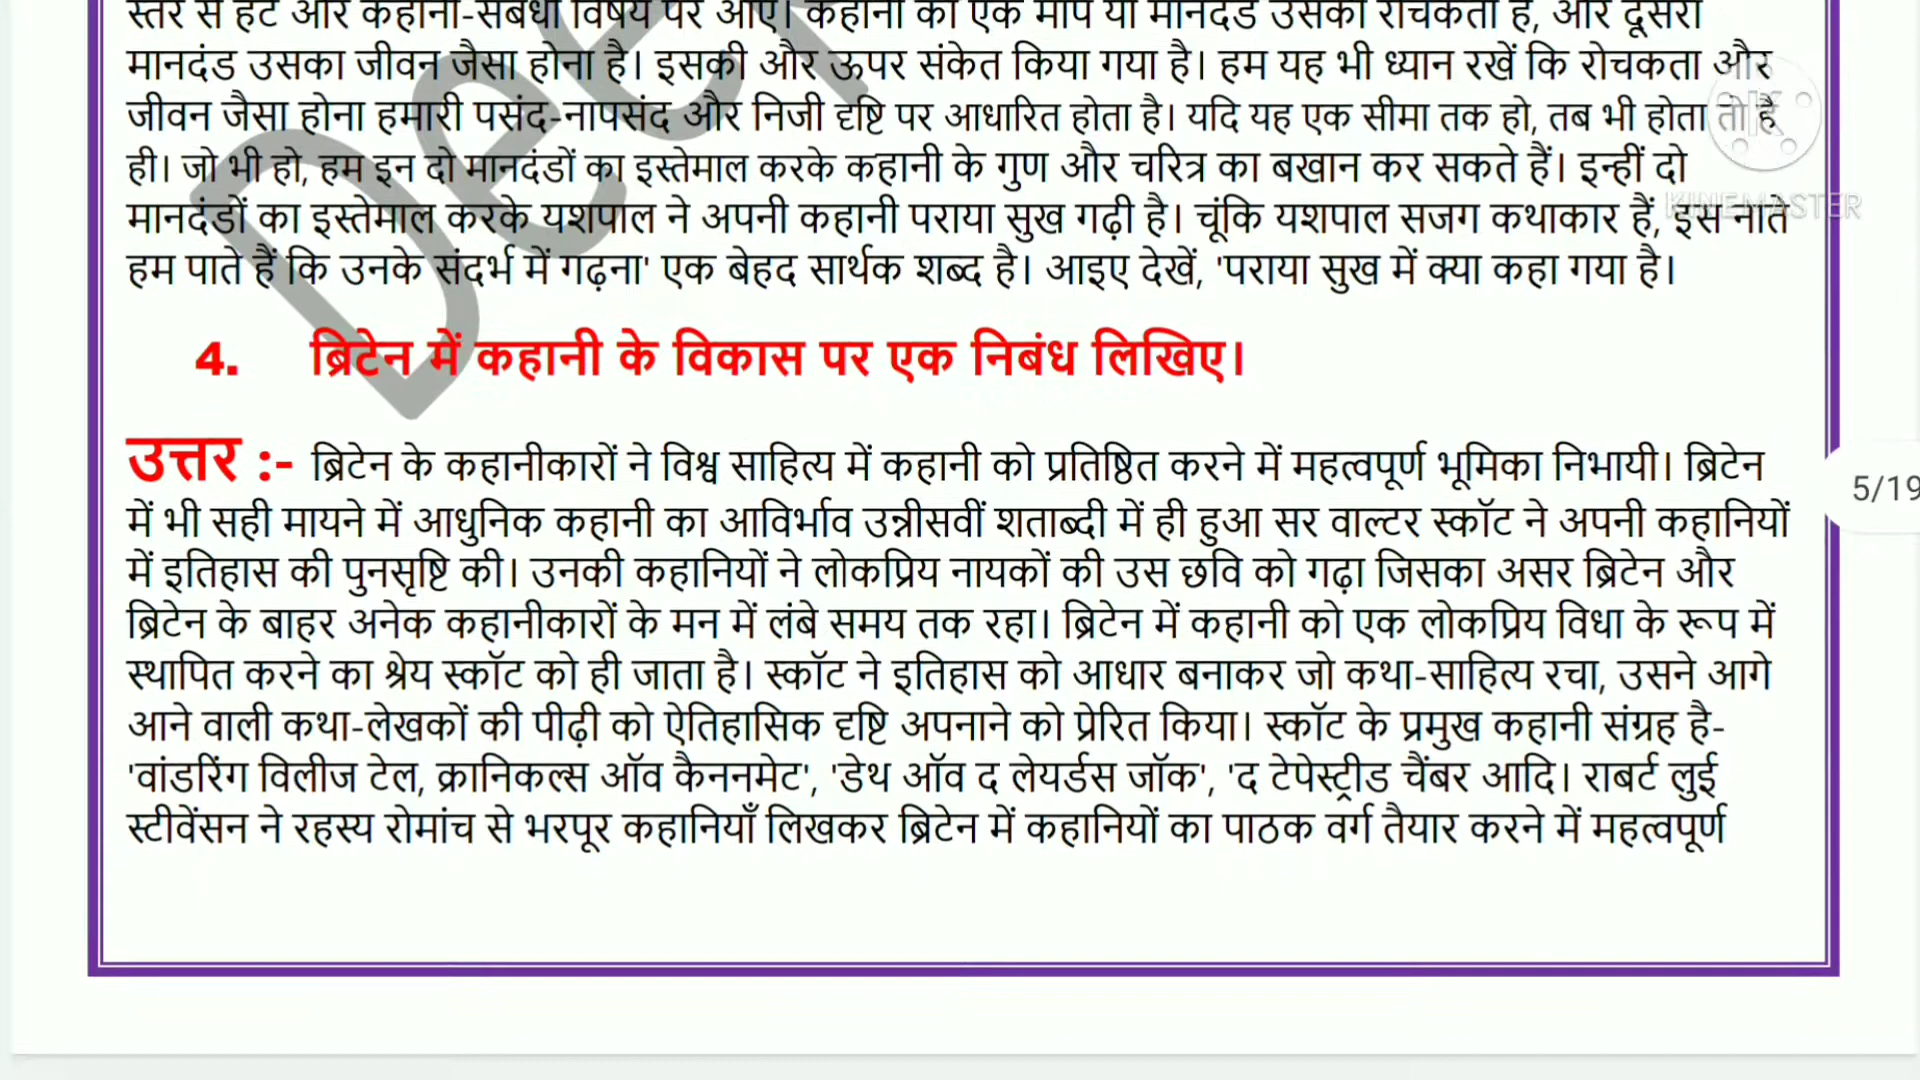 स्तर से हटें और कहानी-संबंधी विषय पर आएं। कहानी का एक माप या मानदंड उसकी रोचकता है, और दूसरा
मानदंड उसका जीवन जैसा होना है। इसकी और ऊपर संकेत किया गया है। हम यह भी ध्यान रखें कि रोचकता और
जीवन जैसा होना हमारी पसंद-नापसंद और निजी दृष्टि पर आधारित होता है। यदि यह एक सीमा तक हो, तब भी होता तो है
ही। जो भी हो, हम इन दो मानदंडों का इस्तेमाल करके कहानी के गुण और चरित्र का बखान कर सकते हैं। इन्हीं दो
मानदंडों का इस्तेमाल करके यशपाल ने अपनी कहानी पराया सुख गढ़ी है। चूंकि यशपाल सजग कथाकार हैं, इस नाते
KINEMASTER
हम पाते हैं कि उनके संदर्भ में गढ़ना' एक बेहद सार्थक शब्द है। आइए देखें, 'पराया सुख में क्या कहा गया है।
4. ब्रिटेन में कहानी के विकास पर एक निबंध लिखिए।
उत्तर :- ब्रिटेन के कहानीकारों ने विश्व साहित्य में कहानी को प्रतिष्ठित करने में महत्वपूर्ण भूमिका निभायी। ब्रिटेन
5/19
में भी सही मायने में आधुनिक कहानी का आविर्भाव उन्नीसवीं शताब्दी में ही हुआ सर वाल्टर स्कॉट ने अपनी कहानियों
में इतिहास की पुनसृष्टि की। उनकी कहानियों ने लोकप्रिय नायकों की उस छवि को गढ़ा जिसका असर ब्रिटेन और
ब्रिटेन के बाहर अनेक कहानीकारों के मन में लंबे समय तक रहा। ब्रिटेन में कहानी को एक लोकप्रिय विधा के रूप में
स्थापित करने का श्रेय स्कॉट को ही जाता है। स्कॉट ने इतिहास को आधार बनाकर जो कथा-साहित्य रचा, उसने आगे
आने वाली कथा-लेखकों की पीढ़ी को ऐतिहासिक दृष्टि अपनाने को प्रेरित किया। स्कॉट के प्रमुख कहानी संग्रह है-
'वांडरिंग विलीज टेल, क्रानिकल्स ऑव कैननमेट', 'डेथ ऑव द लेयर्डस जॉक', 'द टेपेस्ट्रीड चैंबर आदि। राबर्ट लुई
स्टीवेंसन ने रहस्य रोमांच से भरपूर कहानियाँ लिखकर ब्रिटेन में कहानियों का पाठक वर्ग तैयार करने में महत्वपूर्ण